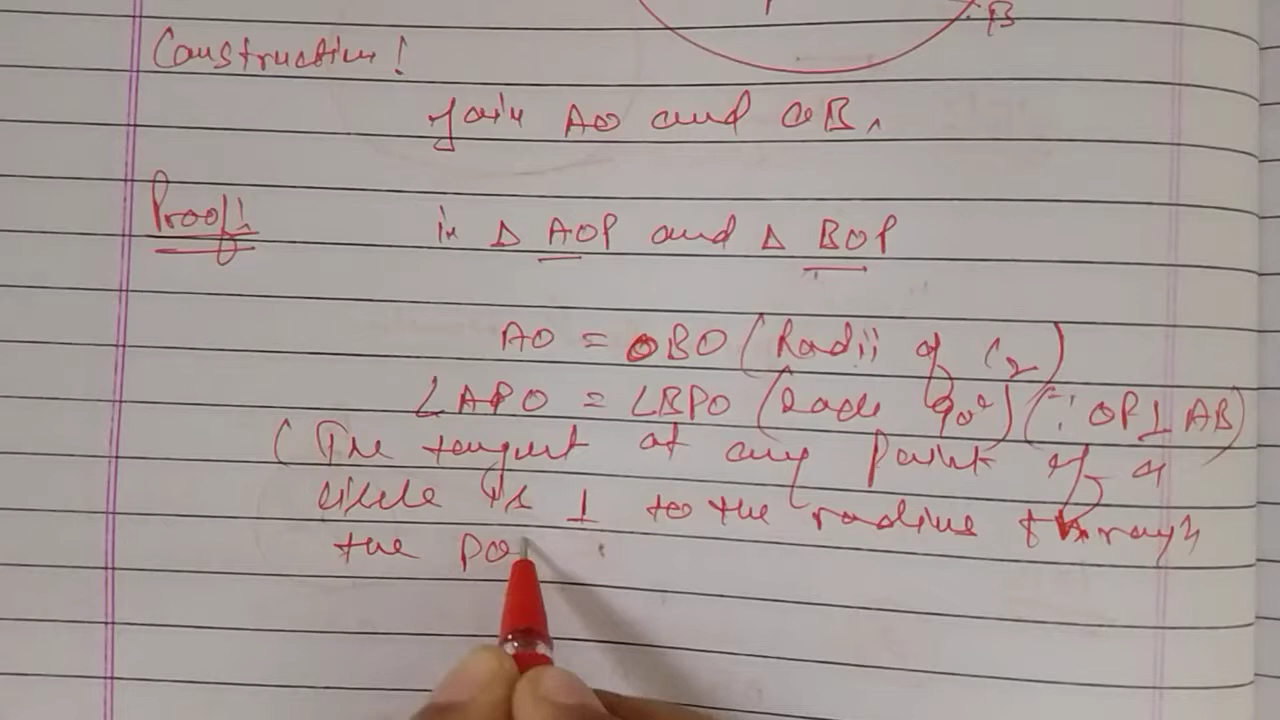 B
Construction!
Join AO and OB.
Proof!
in Δ AOP and Δ BOP
AO = OBO (Radii of C2)
∠APO = ∠BPO (Each 90°) (∵ OP⊥AB)
(The tangent at any point of a
circle is ⊥ to the radius through
the Po